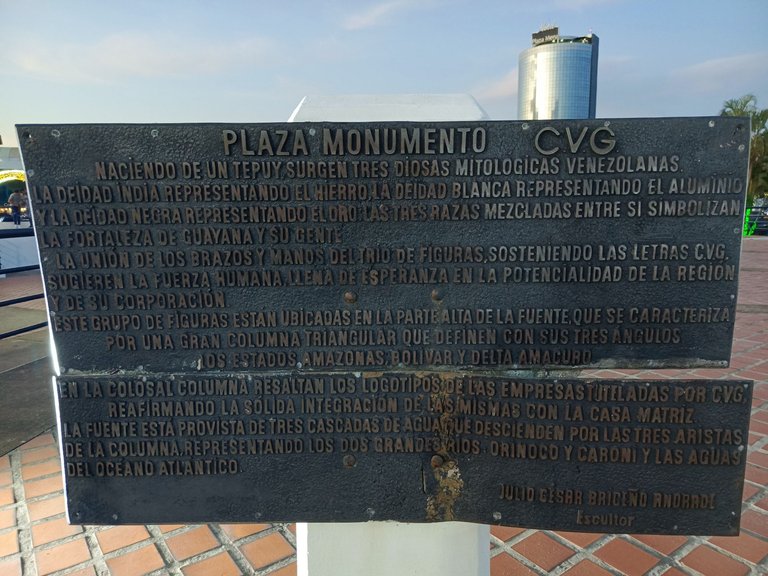 Plaza Merú
PLAZA MONUMENTO CVG
NACIENDO DE UN TEPUY, SURGEN TRES DIOSAS MITOLOGICAS VENEZOLANAS.
LA DEIDAD INDIA REPRESENTANDO EL HIERRO, LA DEIDAD BLANCA REPRESENTANDO EL ALUMINIO
Y LA DEIDAD NEGRA REPRESENTANDO EL ORO: LAS TRES RAZAS MEZCLADAS ENTRE SI SIMBOLIZAN
LA FORTALEZA DE GUAYANA Y SU GENTE
LA UNIÓN DE LOS BRAZOS Y MANOS DEL TRIO DE FIGURAS, SOSTENIENDO LAS LETRAS CVG,
SUGIEREN LA FUERZA HUMANA, LLENA DE ESPERANZA EN LA POTENCIALIDAD DE LA REGIÓN
Y DE SU CORPORACIÓN
ESTE GRUPO DE FIGURAS ESTAN UBICADAS EN LA PARTE ALTA DE LA FUENTE, QUE SE CARACTERIZA
POR UNA GRAN COLUMNA TRIANGULAR QUE DEFINEN CON SUS TRES ÁNGULOS
LOS ESTADOS AMAZONAS, BOLIVAR Y DELTA AMACURO.
EN LA COLOSAL COLUMNA RESALTAN LOS LOGOTIPOS DE LAS EMPRESAS TUTELADAS POR CVG,
REAFIRMANDO LA SÓLIDA INTEGRACIÓN DE LAS MISMAS CON LA CASA MATRIZ.
LA FUENTE ESTÁ PROVISTA DE TRES CASCADAS DE AGUA QUE DESCIENDEN POR LAS TRES ARISTAS
DE LA COLUMNA, REPRESENTANDO LOS DOS GRANDES RIOS: ORINOCO Y CARONI Y LAS AGUAS
DEL OCEANO ATLÁNTICO.
JULIO CÉSAR BRICEÑO ANDRADE
Escultor